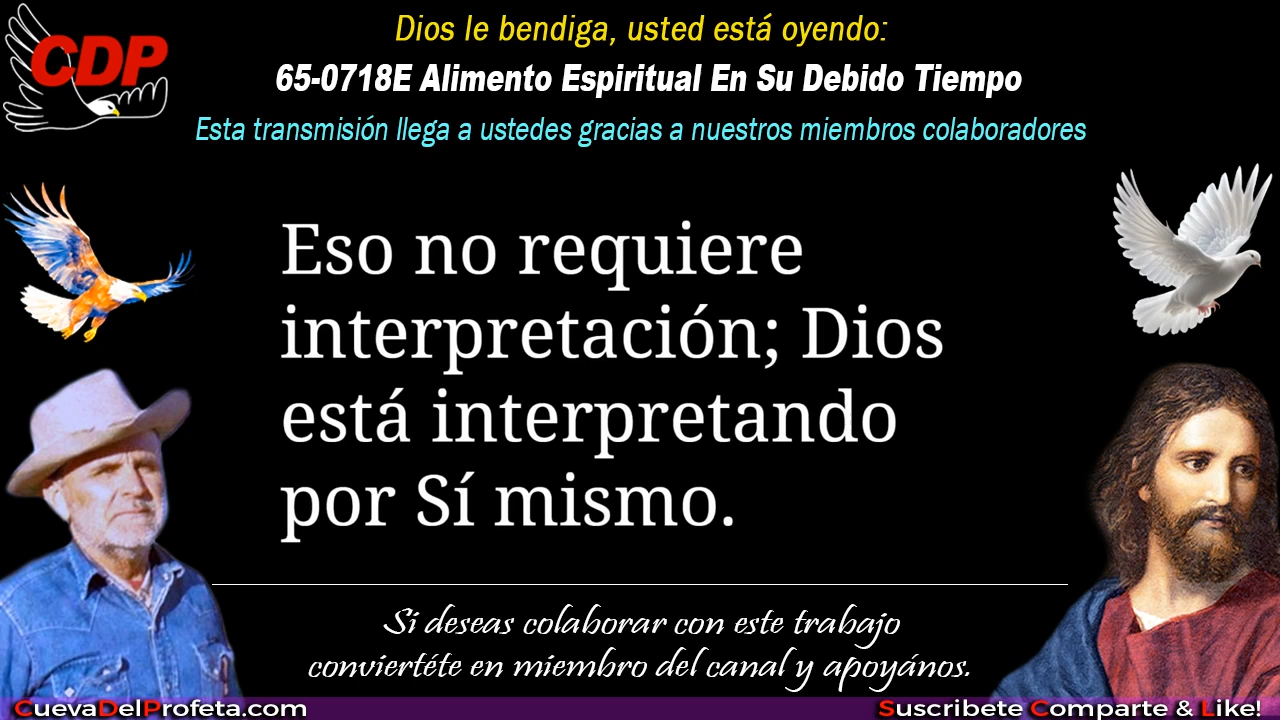 CDP
Dios le bendiga, usted está oyendo:
65-0718E Alimento Espiritual En Su Debido Tiempo
Esta transmisión llega a ustedes gracias a nuestros miembros colaboradores
Eso no requiere
interpretación; Dios
está interpretando
por Sí mismo.
Si deseas colaborar con este trabajo
conviertéte en miembro del canal y apoyános.
CuevaDelProfeta.com
Suscribete Comparte & Like!